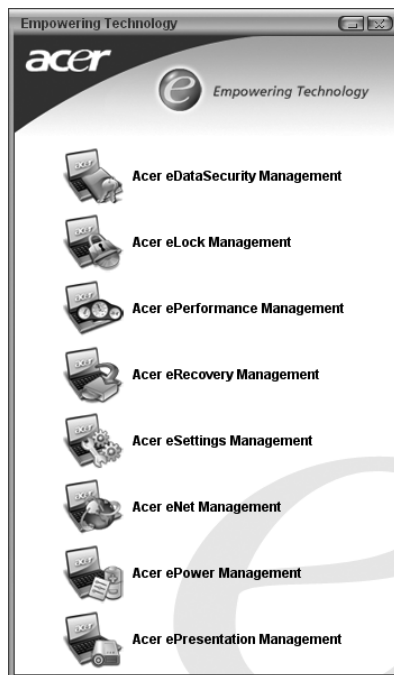 Empowering Technology
acer
e Empowering Technology
Acer eDataSecurity Management
Acer eLock Management
Acer ePerformance Management
Acer eRecovery Management
Acer eSettings Management
Acer eNet Management
Acer ePower Management
Acer ePresentation Management